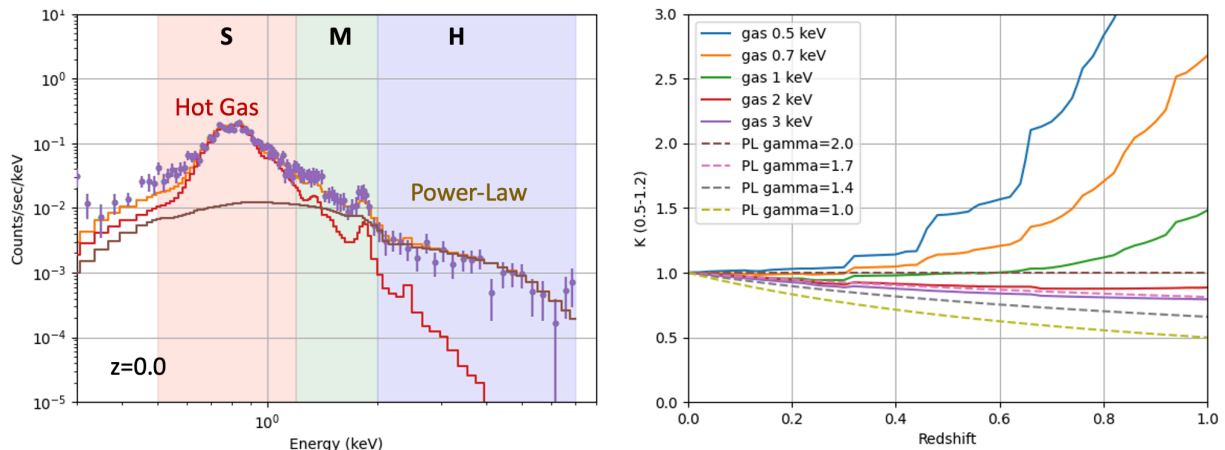 S M H
Hot Gas
Power-Law
z=0.0
10¹
10⁰
10⁻¹
10⁻²
10⁻³
10⁻⁴
10⁻⁵
10⁰
Counts/sec/keV
Energy (keV)
gas 0.5 keV
gas 0.7 keV
gas 1 keV
gas 2 keV
gas 3 keV
PL gamma=2.0
PL gamma=1.7
PL gamma=1.4
PL gamma=1.0
3.0
2.5
2.0
1.5
1.0
0.5
0.0
0.0 0.2 0.4 0.6 0.8 1.0
K (0.5-1.2)
Redshift